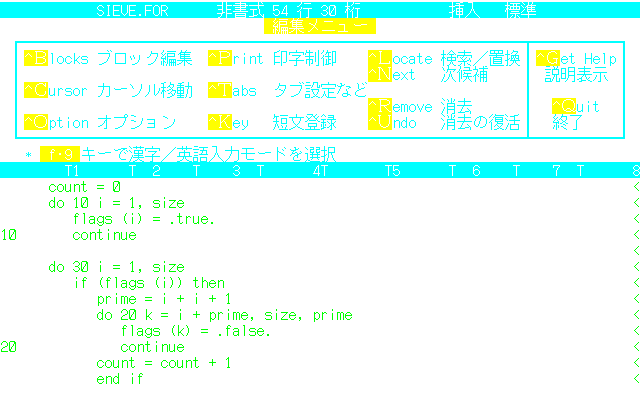 SIEVE.FOR 非書式 54 行 30 桁 挿入 標準
編集メニュー
Blocks ブロック編集 Print 印字制御 Locate 検索／置換 Get Help
Next 次候補 説明表示
Cursor カーソル移動 Tabs タブ設定など
Remove 消去 Quit
Option オプション Key 短文登録 Undo 消去の復活 終了
* f･9 キーで漢字／英語入力モードを選択
T1 T 2 T 3 4T T5 T 6 T 7 T 8
count = 0 <
do 10 i = 1, size <
flags (i) = .true. <
10 continue <
<
do 30 i = 1, size <
if (flags (i)) then <
prime = i + i + 1 <
do 20 k = i + prime, size, prime <
flags (k) = .false. <
20 continue <
count = count + 1 <
end if <